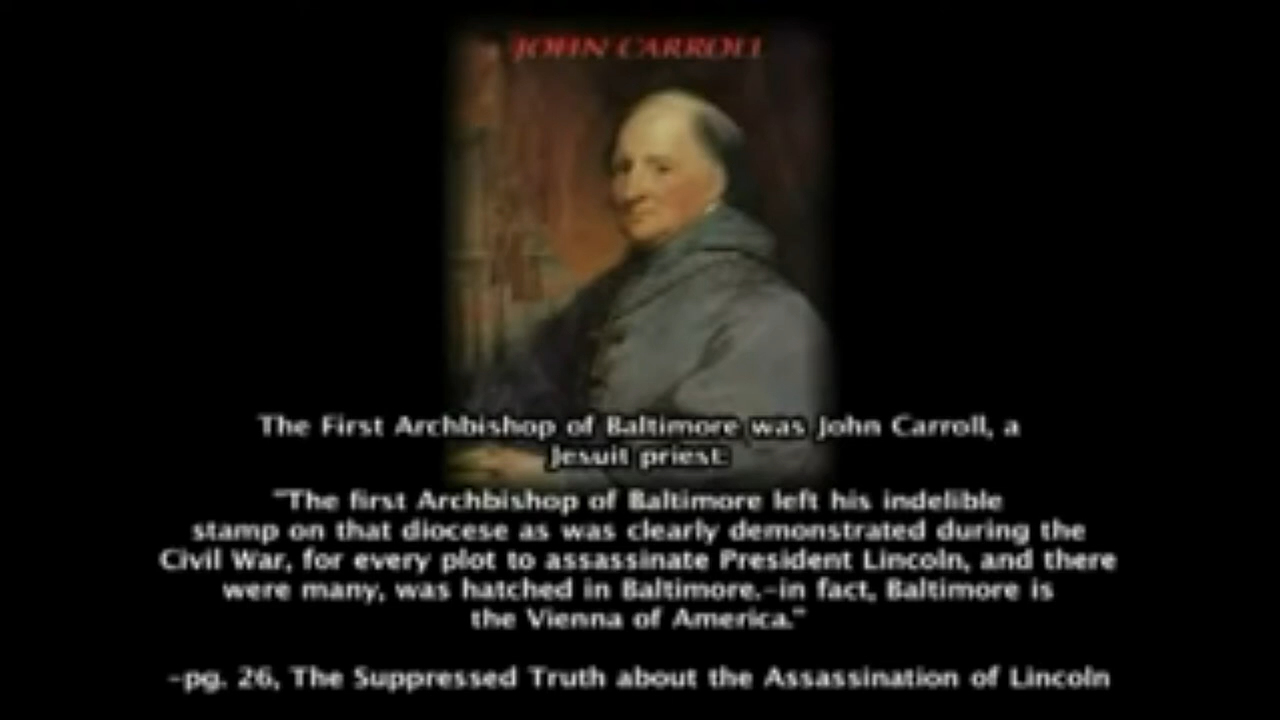 JOHN CARROLL
The First Archbishop of Baltimore was John Carroll, a
Jesuit priest:
"The first Archbishop of Baltimore left his indelible
stamp on that diocese as was clearly demonstrated during the
Civil War, for every plot to assassinate President Lincoln, and there
were many, was hatched in Baltimore.-in fact, Baltimore is
the Vienna of America."
-pg. 26, The Suppressed Truth about the Assassination of Lincoln